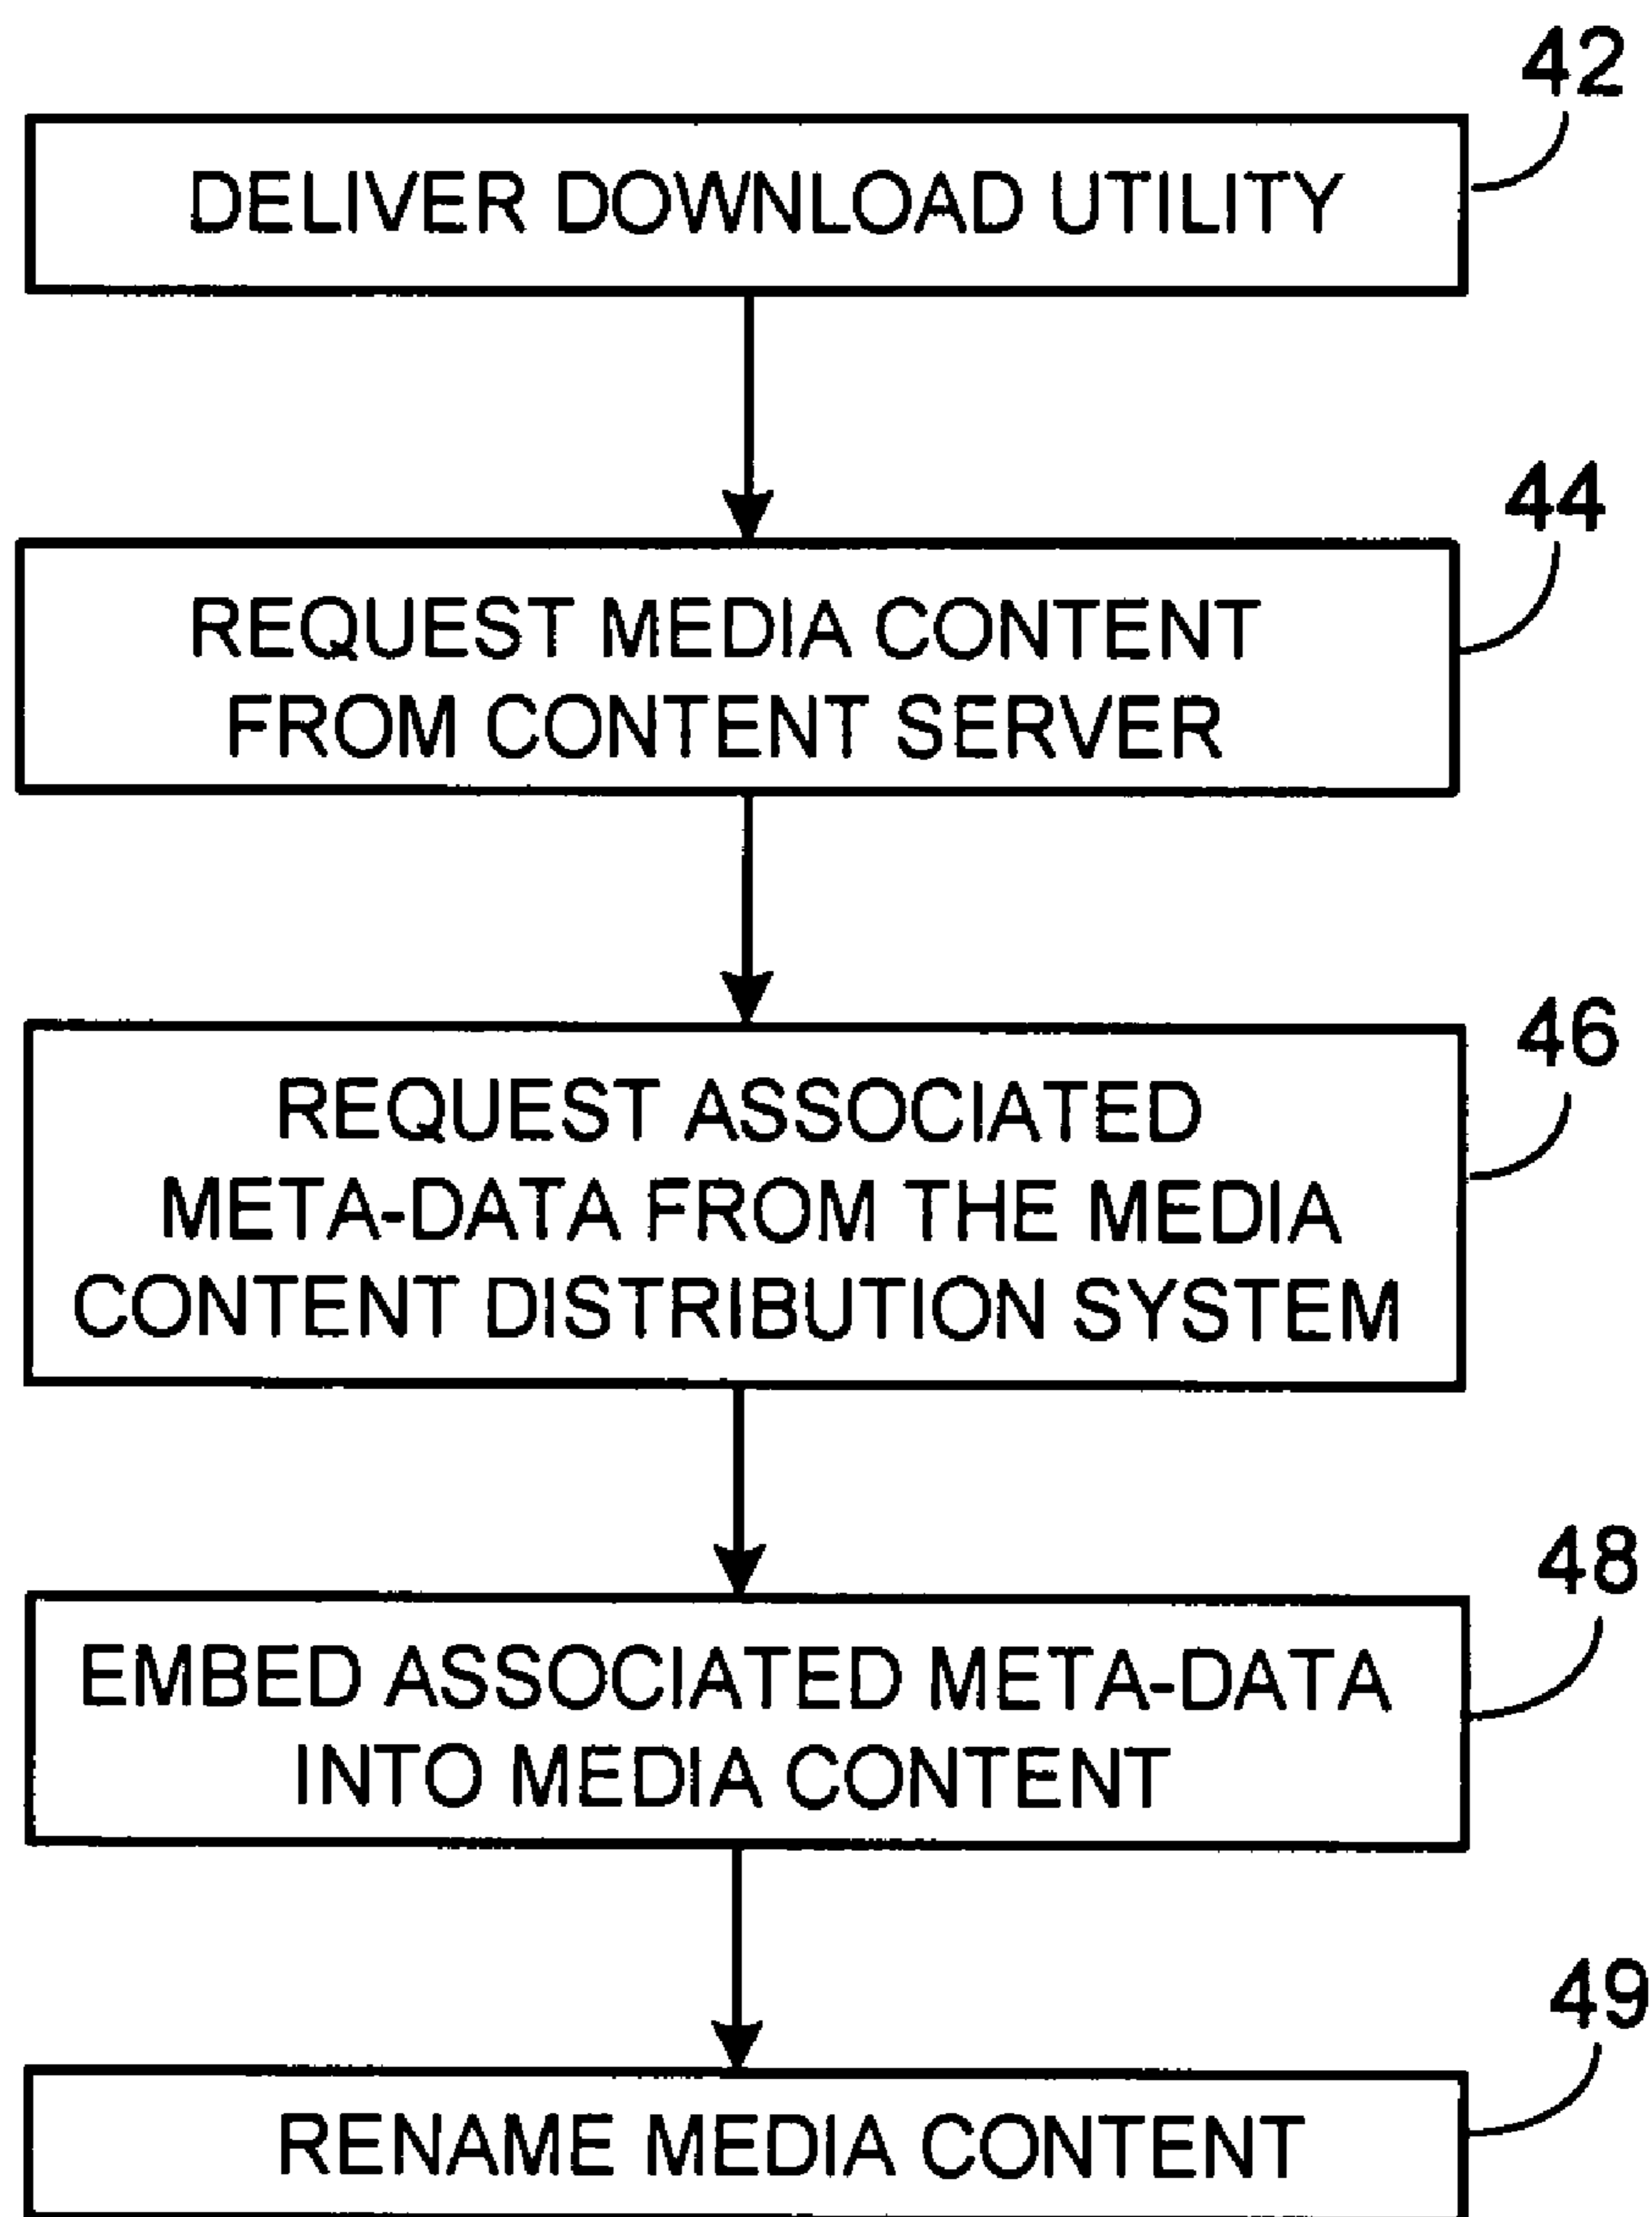 42
DELIVER DOWNLOAD UTILITY
44
REQUEST MEDIA CONTENT
FROM CONTENT SERVER
46
REQUEST ASSOCIATED
META-DATA FROM THE MEDIA
CONTENT DISTRIBUTION SYSTEM
48
EMBED ASSOCIATED META-DATA
INTO MEDIA CONTENT
49
RENAME MEDIA CONTENT